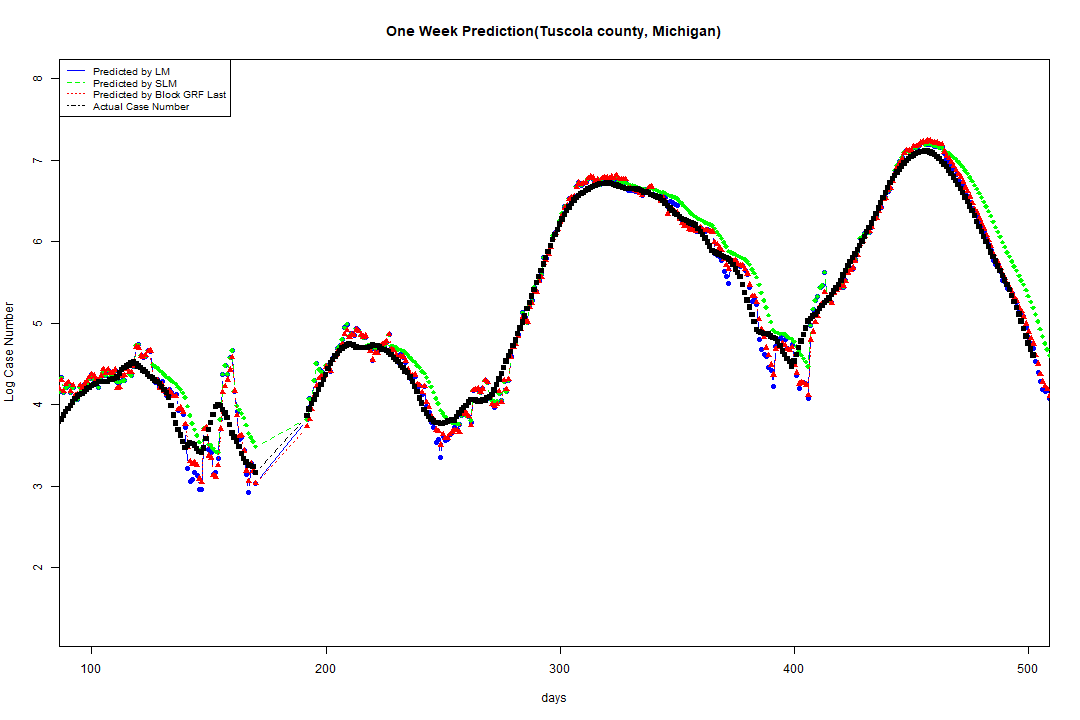 One Week Prediction(Tuscola county, Michigan)
Predicted by LM
Predicted by SLM
Predicted by Block GRF Last
Actual Case Number
8
7
6
5
4
3
2
Log Case Number
100 200 300 400 500
days